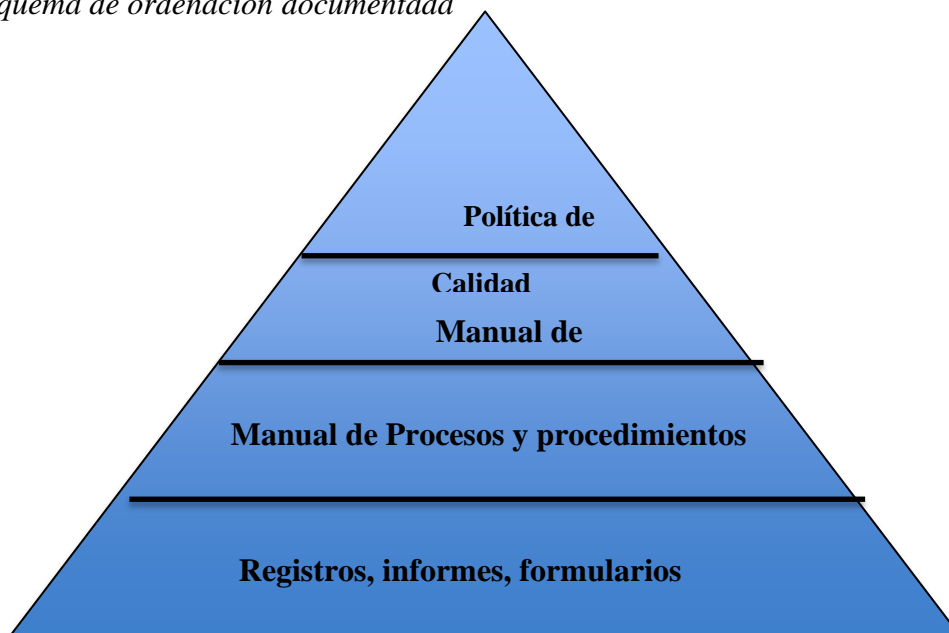 quema de ordenación documentada
Política de
Calidad
Manual de
Manual de Procesos y procedimientos
Registros, informes, formularios